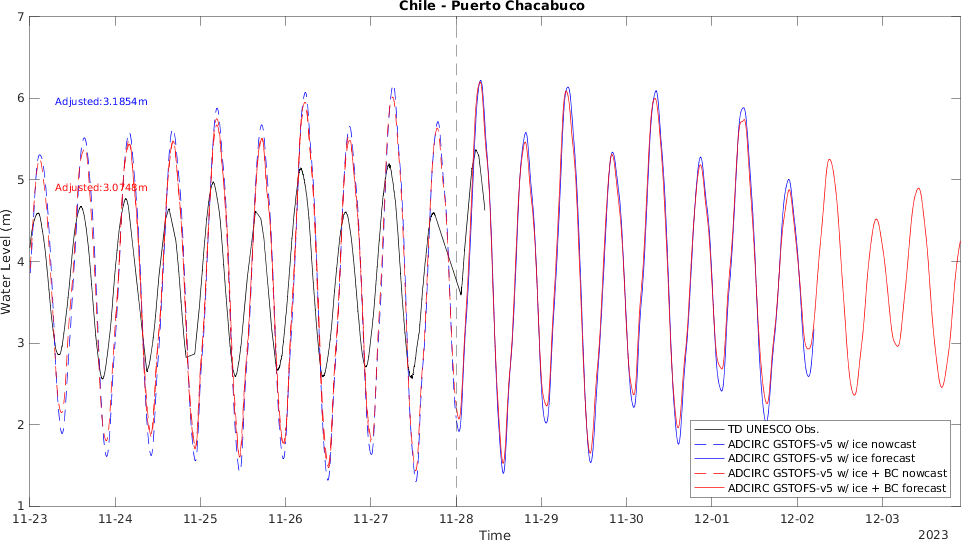 Chile - Puerto Chacabuco
7
6
5
4
3
2
1
Water Level (m)
Adjusted:3.1854m
Adjusted:3.0748m
TD UNESCO Obs.
ADCIRC GSTOFS-v5 w/ ice nowcast
ADCIRC GSTOFS-v5 w/ ice forecast
ADCIRC GSTOFS-v5 w/ ice + BC nowcast
ADCIRC GSTOFS-v5 w/ ice + BC forecast
11-23 11-24 11-25 11-26 11-27 11-28 11-29 11-30 12-01 12-02 12-03
Time
2023